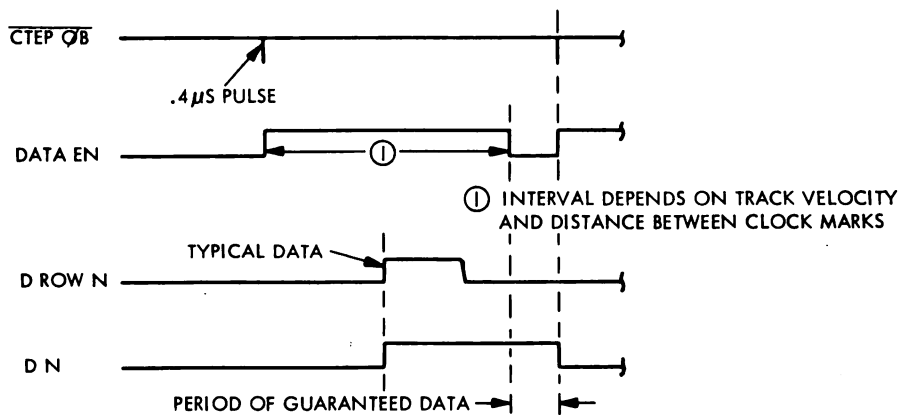 CTEP ØB
.4µS PULSE
DATA EN
①
① INTERVAL DEPENDS ON TRACK VELOCITY
AND DISTANCE BETWEEN CLOCK MARKS
TYPICAL DATA
D ROW N
D N
PERIOD OF GUARANTEED DATA